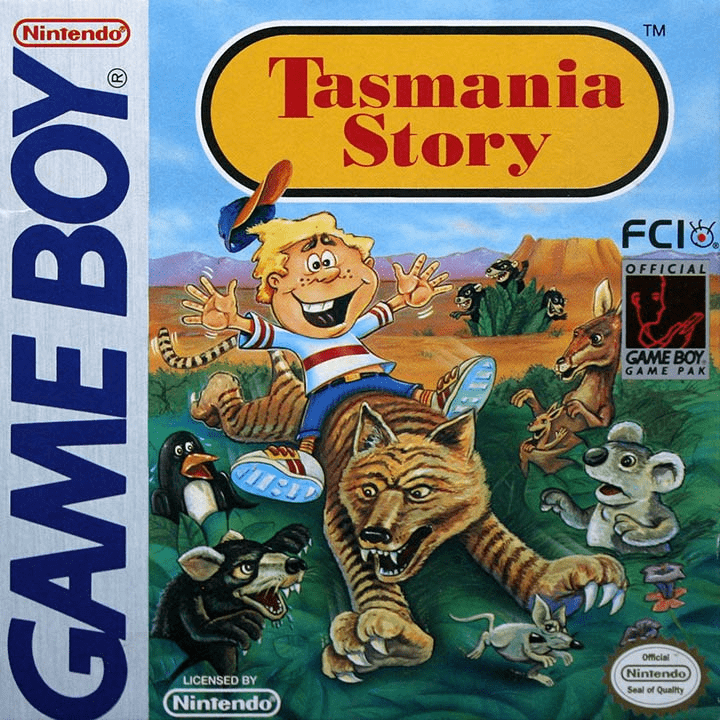 Nintendo®
GAME BOY®
TM
Tasmania
Story
FCI®
OFFICIAL
GAME BOY®
GAME PAK
LICENSED BY
Nintendo®
Official
Nintendo®
Seal of Quality